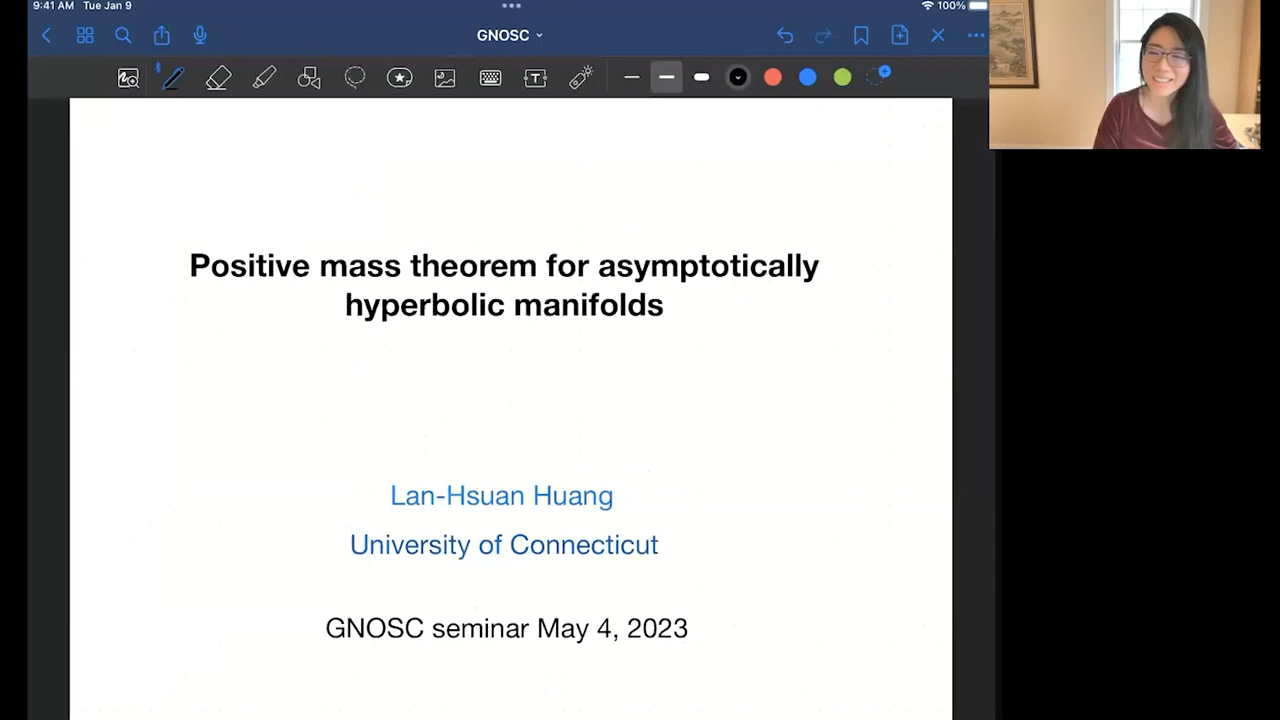 9:41 AM Tue Jan 9
100%
GNOSC
T
Positive mass theorem for asymptotically
hyperbolic manifolds
Lan-Hsuan Huang
University of Connecticut
GNOSC seminar May 4, 2023